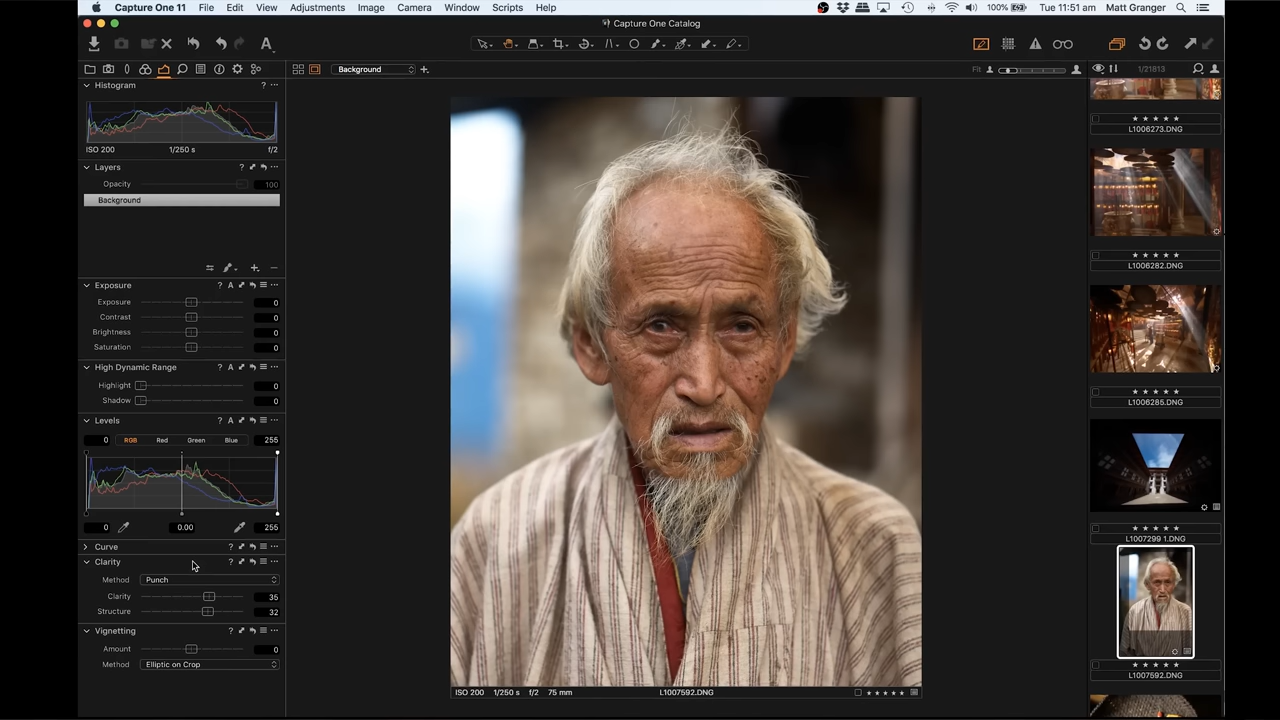 Capture One 11 File Edit View Adjustments Image Camera Window Scripts Help 100% Tue 11:51 am Matt Granger
Capture One Catalog
Background
Fit
1/21813
Histogram
ISO 200 1/250 s f/2
Layers
Opacity 100
Background
Exposure
Exposure 0
Contrast 0
Brightness 0
Saturation 0
High Dynamic Range
Highlight 0
Shadow 0
Levels
0 RGB Red Green Blue 255
0 0.00 255
Curve
Clarity
Method Punch
Clarity 35
Structure 32
Vignetting
Amount 0
Method Elliptic on Crop
ISO 200 1/250 s f/2 75 mm L1007592.DNG
L1006273.DNG
L1006282.DNG
L1006285.DNG
L1007299 1.DNG
L1007592.DNG